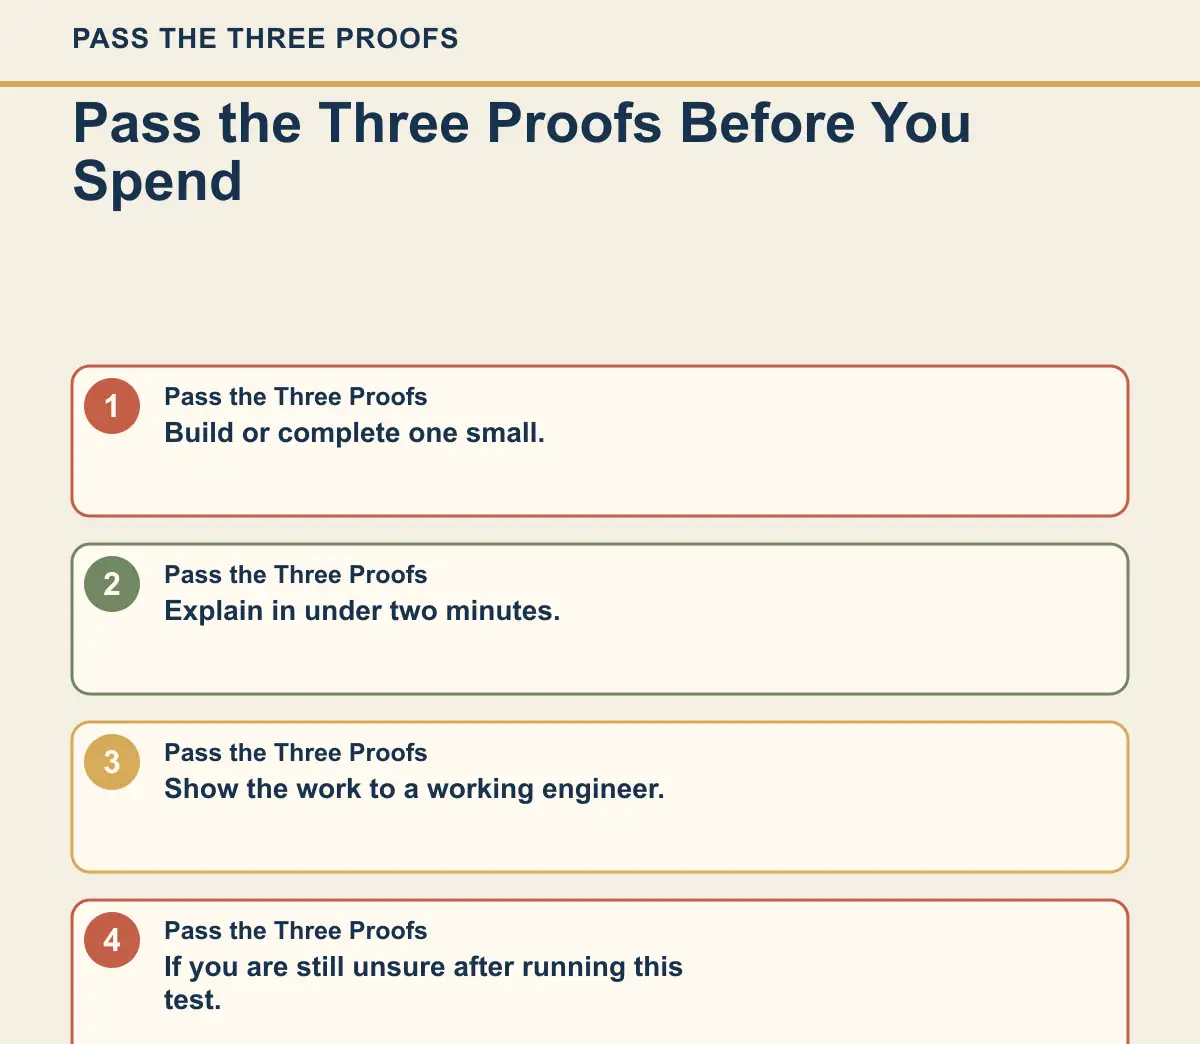 PASS THE THREE PROOFS
Pass the Three Proofs Before You
Spend
1
Pass the Three Proofs
Build or complete one small.
2
Pass the Three Proofs
Explain in under two minutes.
3
Pass the Three Proofs
Show the work to a working engineer.
4
Pass the Three Proofs
If you are still unsure after running this
test.